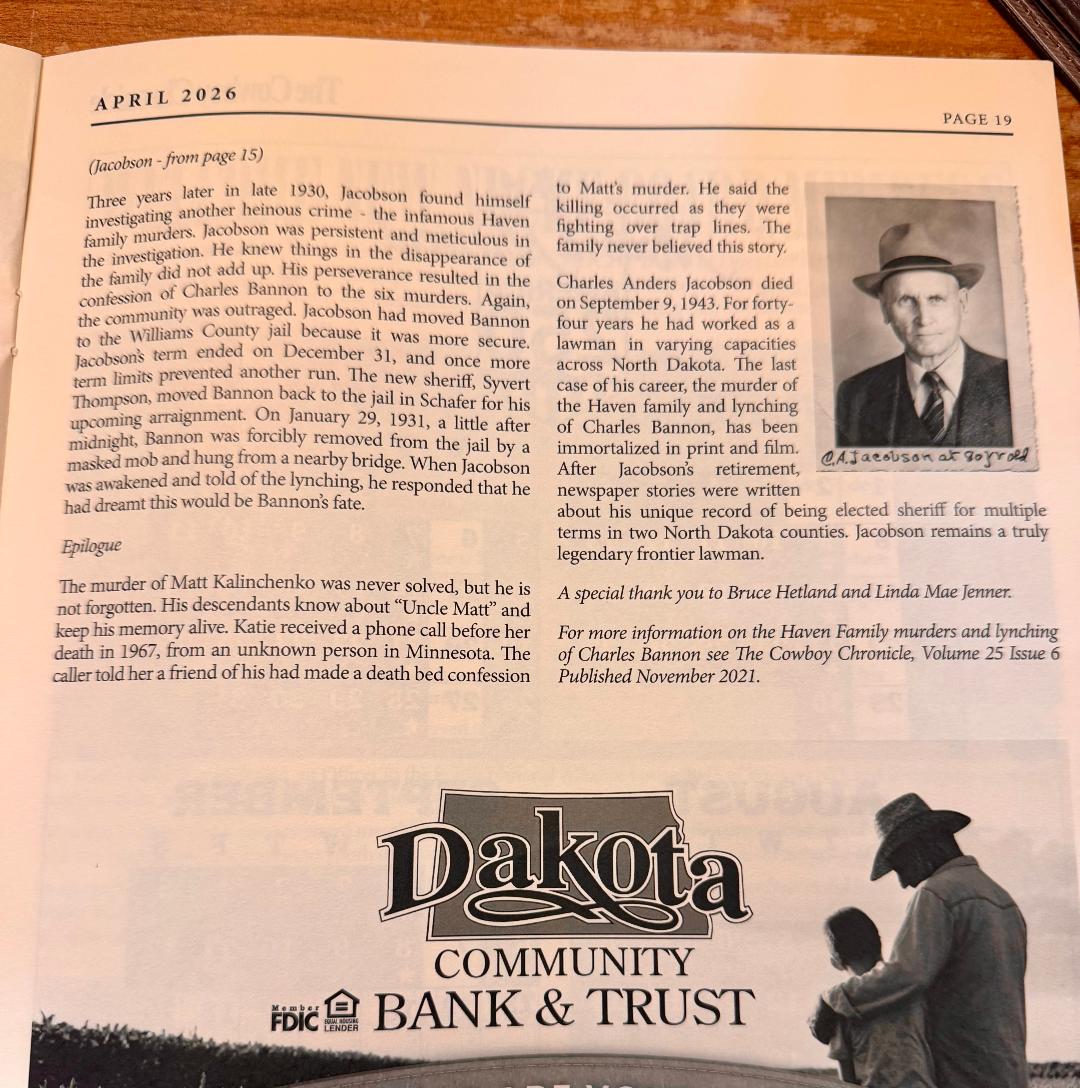 APRIL 2026
PAGE 19
(Jacobson - from page 15)
Three years later in late 1930, Jacobson found himself
investigating another heinous crime - the infamous Haven
family murders. Jacobson was persistent and meticulous in
the investigation. He knew things in the disappearance of
the family did not add up. His perseverance resulted in the
confession of Charles Bannon to the six murders. Again,
the community was outraged. Jacobson had moved Bannon
to the Williams County jail because it was more secure.
Jacobson's term ended on December 31, and once more
term limits prevented another run. The new sheriff, Syvert
Thompson, moved Bannon back to the jail in Schafer for his
upcoming arraignment. On January 29, 1931, a little after
midnight, Bannon was forcibly removed from the jail by a
masked mob and hung from a nearby bridge. When Jacobson
was awakened and told of the lynching, he responded that he
had dreamt this would be Bannon's fate.
Epilogue
The murder of Matt Kalinchenko was never solved, but he is
not forgotten. His descendants know about "Uncle Matt" and
keep his memory alive. Katie received a phone call before her
death in 1967, from an unknown person in Minnesota. The
caller told her a friend of his had made a death bed confession
to Matt's murder. He said the
killing occurred as they were
fighting over trap lines. The
family never believed this story.
Charles Anders Jacobson died
on September 9, 1943. For forty-
four years he had worked as a
lawman in varying capacities
across North Dakota. The last
case of his career, the murder of
the Haven family and lynching
of Charles Bannon, has been
immortalized in print and film.
After Jacobson's retirement,
newspaper stories were written
about his unique record of being elected sheriff for multiple
terms in two North Dakota counties. Jacobson remains a truly
legendary frontier lawman.
C.A. Jacobson at 80 yr old
A special thank you to Bruce Hetland and Linda Mae Jenner.
For more information on the Haven Family murders and lynching
of Charles Bannon see The Cowboy Chronicle, Volume 25 Issue 6
Published November 2021.
Dakota
COMMUNITY
BANK & TRUST
Member
FDIC
EQUAL HOUSING
LENDER